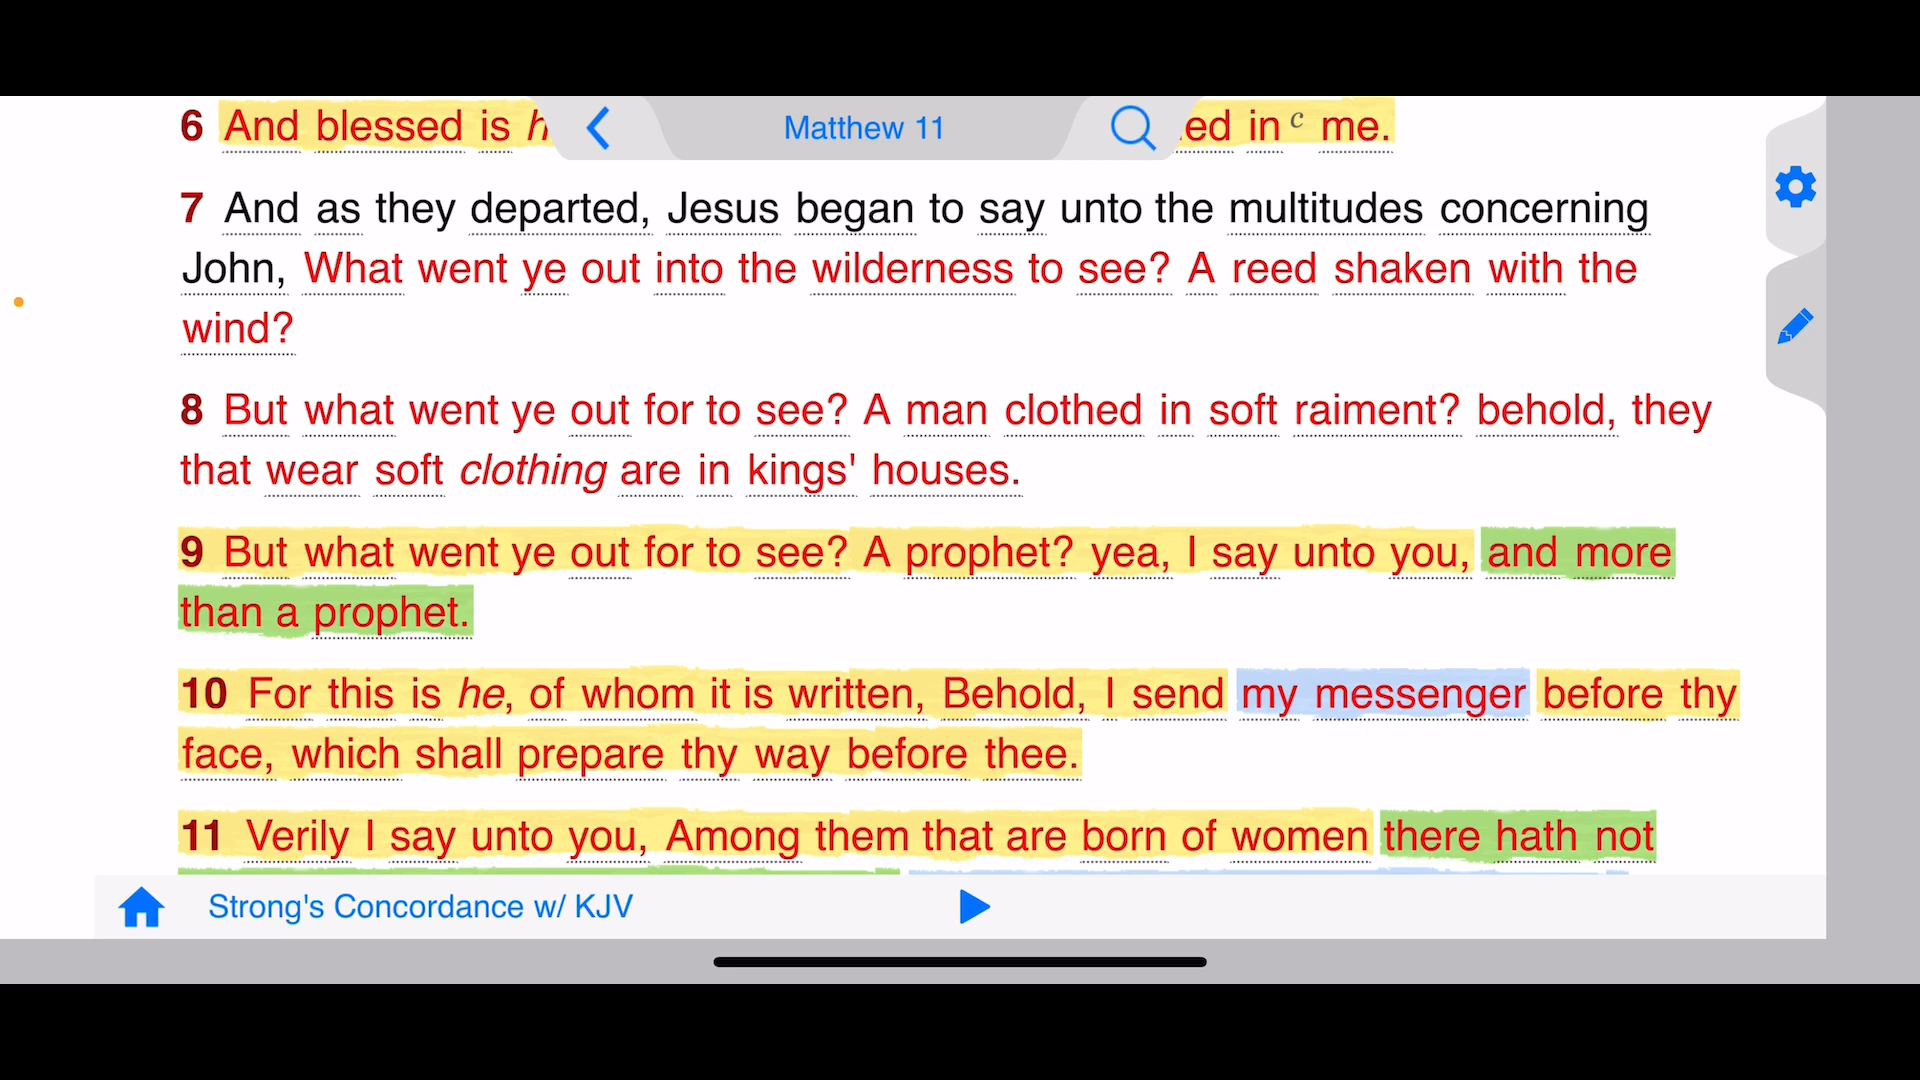 6 And blessed is
Matthew 11
in c me.
7 And as they departed, Jesus began to say unto the multitudes concerning
John, What went ye out into the wilderness to see? A reed shaken with the
wind?
8 But what went ye out for to see? A man clothed in soft raiment? behold, they
that wear soft clothing are in kings' houses.
9 But what went ye out for to see? A prophet? yea, I say unto you, and more
than a prophet.
10 For this is he, of whom it is written, Behold, I send my messenger before thy
face, which shall prepare thy way before thee.
11 Verily I say unto you, Among them that are born of women there hath not
Strong's Concordance w/ KJV